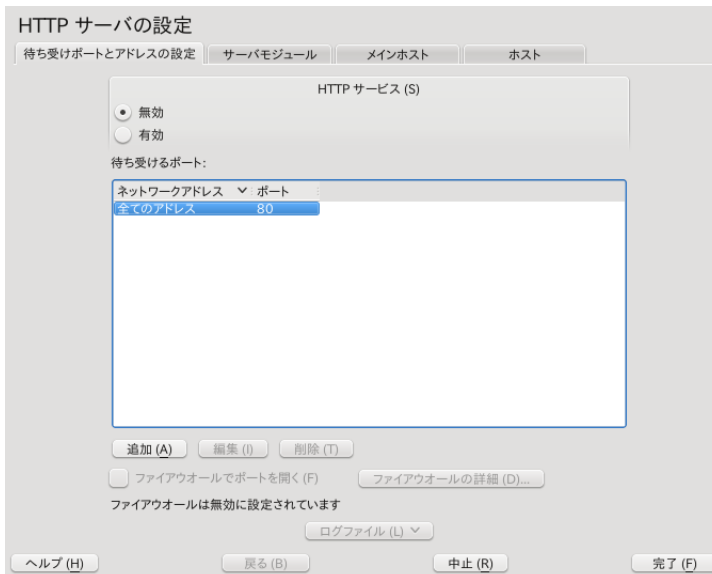 HTTP サーバの設定
待ち受けポートとアドレスの設定 サーバモジュール メインホスト ホスト
HTTP サービス (S)
無効
有効
待ち受けるポート:
ネットワークアドレス ポート
全てのアドレス 80
追加 (A) 編集 (I) 削除 (T)
ファイアウオールでポートを開く (F) ファイアウオールの詳細 (D)...
ファイアウオールは無効に設定されています
ログファイル (L)
ヘルプ (H) 戻る (B) 中止 (R) 完了 (F)